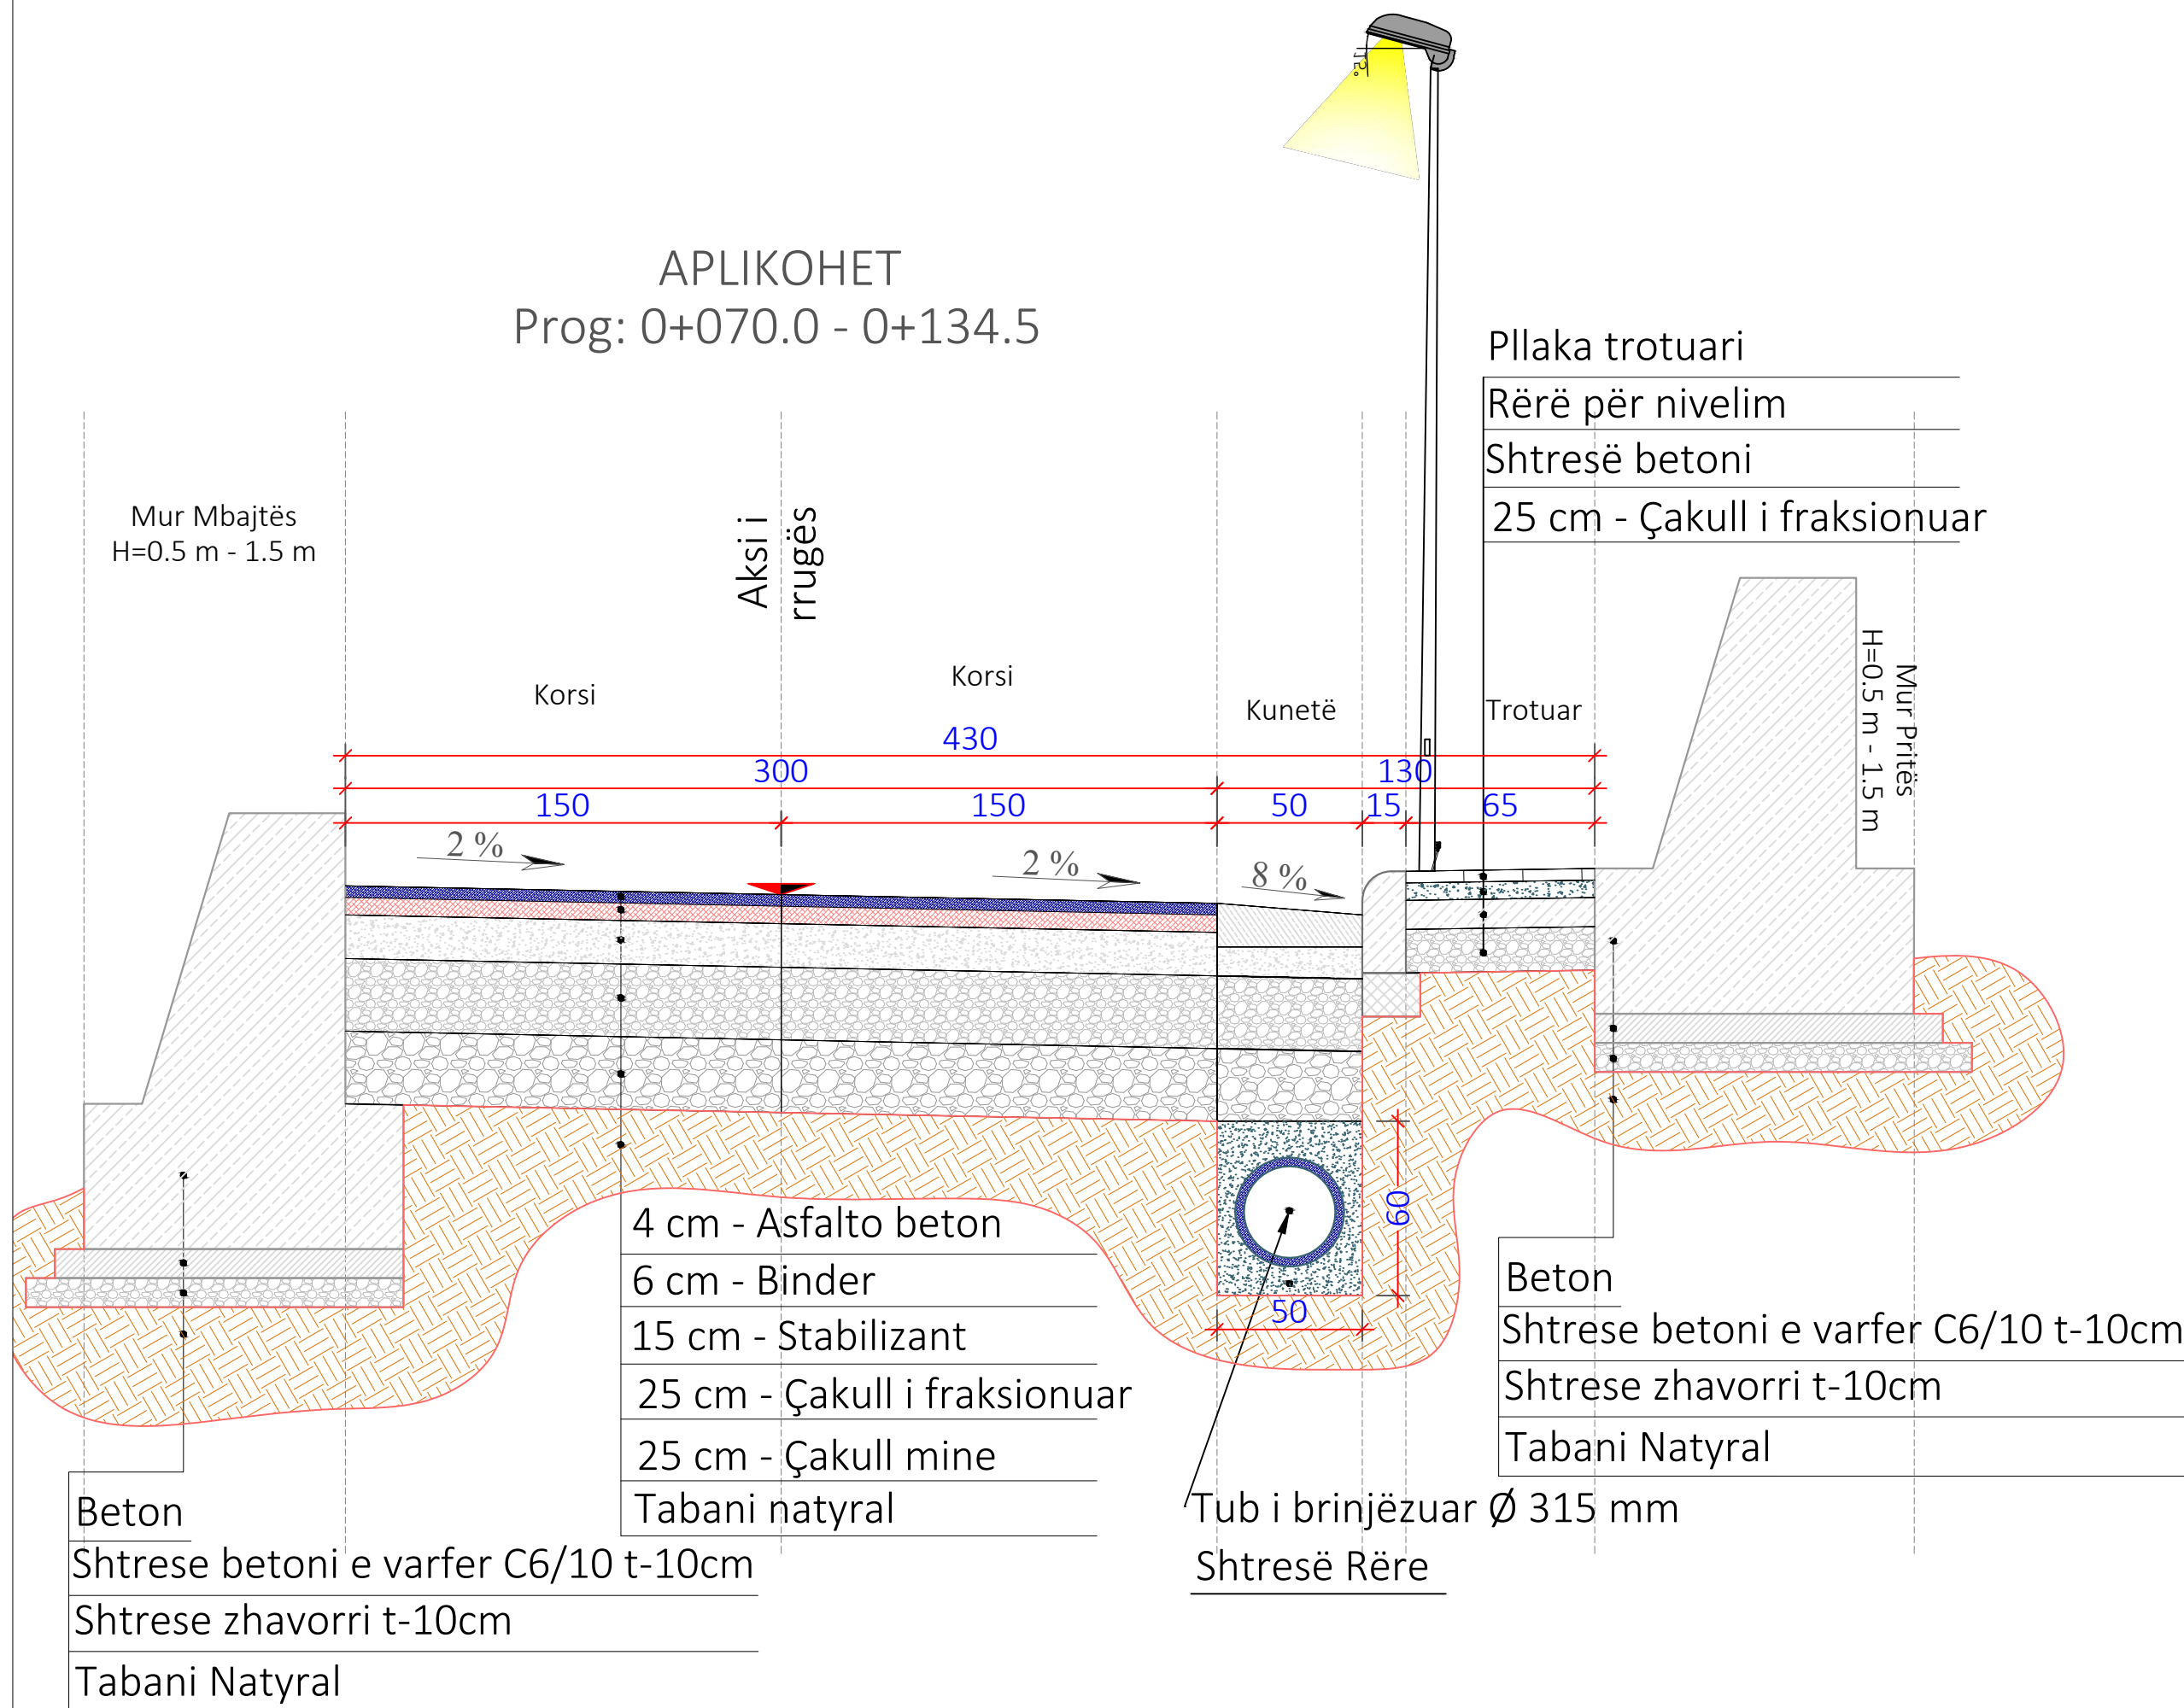 15°
APLIKOHET
Prog: 0+070.0 - 0+134.5
Pllaka trotuari
Rërë për nivelim
Shtresë betoni
25 cm - Çakull i fraksionuar
Mur Mbajtës
H=0.5 m - 1.5 m
Aksi i
rrugës
Mur Pritës
H=0.5 m - 1.5 m
Korsi
Korsi
Kunetë
Trotuar
430
300
130
150
150
50
15
65
2 %
2 %
8 %
60
50
4 cm - Asfalto beton
6 cm - Binder
15 cm - Stabilizant
25 cm - Çakull i fraksionuar
25 cm - Çakull mine
Tabani natyral
Beton
Shtrese betoni e varfer C6/10 t-10cm
Shtrese zhavorri t-10cm
Tabani Natyral
Tub i brinjëzuar Ø 315 mm
Shtresë Rëre
Beton
Shtrese betoni e varfer C6/10 t-10cm
Shtrese zhavorri t-10cm
Tabani Natyral